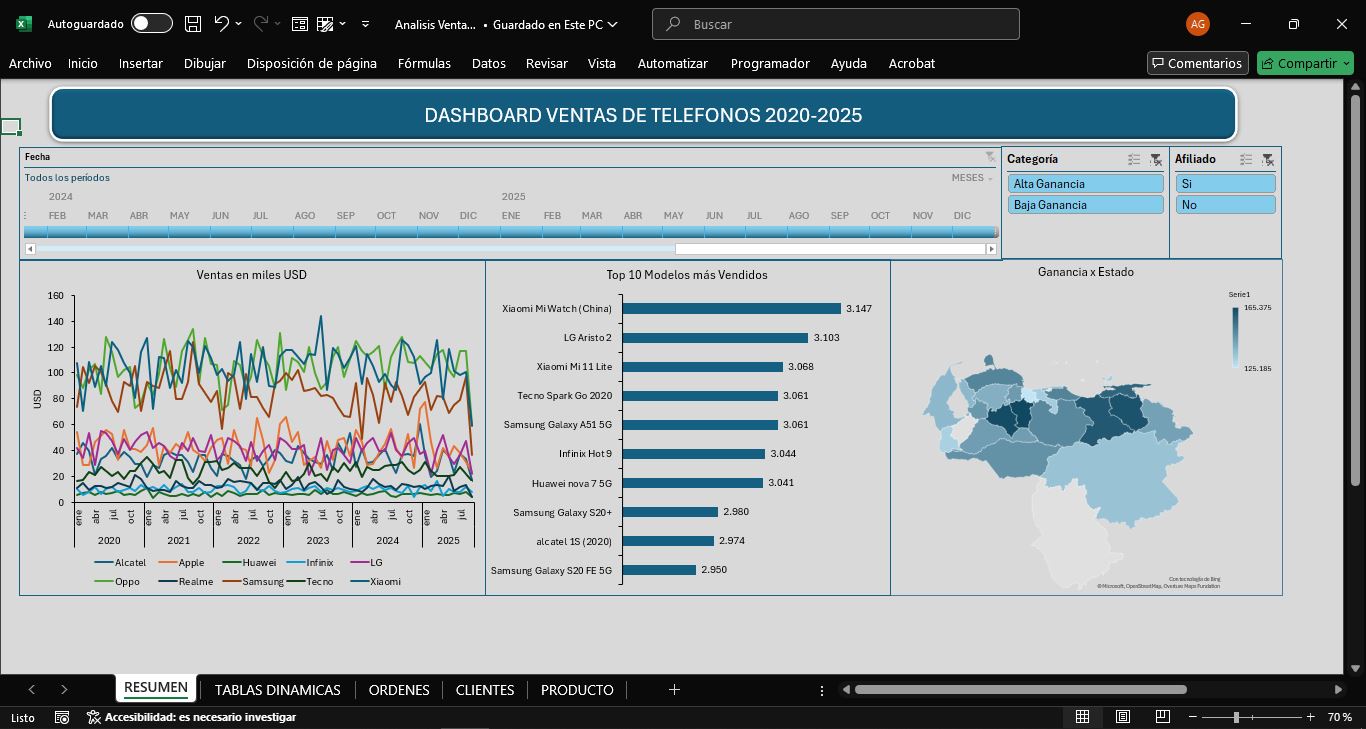 Autoguardado
Analisis Venta... • Guardado en Este PC
Buscar
AG
Archivo Inicio Insertar Dibujar Disposición de página Fórmulas Datos Revisar Vista Automatizar Programador Ayuda Acrobat
Comentarios Compartir
DASHBOARD VENTAS DE TELEFONOS 2020-2025
Fecha
Todos los períodos MESES
2024 2025
FEB MAR ABR MAY JUN JUL AGO SEP OCT NOV DIC ENE FEB MAR ABR MAY JUN JUL AGO SEP OCT NOV DIC
Categoría
Alta Ganancia
Baja Ganancia
Afiliado
Si
No
Ventas en miles USD
USD
160
140
120
100
80
60
40
20
0
ene abr jul oct ene abr jul oct ene abr jul oct ene abr jul oct ene abr jul oct ene abr jul
2020 2021 2022 2023 2024 2025
Alcatel Apple Huawei Infinix LG
Oppo Realme Samsung Tecno Xiaomi
Top 10 Modelos más Vendidos
Xiaomi Mi Watch (China) 3.147
LG Aristo 2 3.103
Xiaomi Mi 11 Lite 3.068
Tecno Spark Go 2020 3.061
Samsung Galaxy A51 5G 3.061
Infinix Hot 9 3.044
Huawei nova 7 5G 3.041
Samsung Galaxy S20+ 2.980
alcatel 1S (2020) 2.974
Samsung Galaxy S20 FE 5G 2.950
Ganancia x Estado
Serie1
165.375
125.185
Con tecnología de Bing
© Microsoft, OpenStreetMap, Overture Maps Fundation
RESUMEN TABLAS DINAMICAS ORDENES CLIENTES PRODUCTO
Listo
Accesibilidad: es necesario investigar
70 %